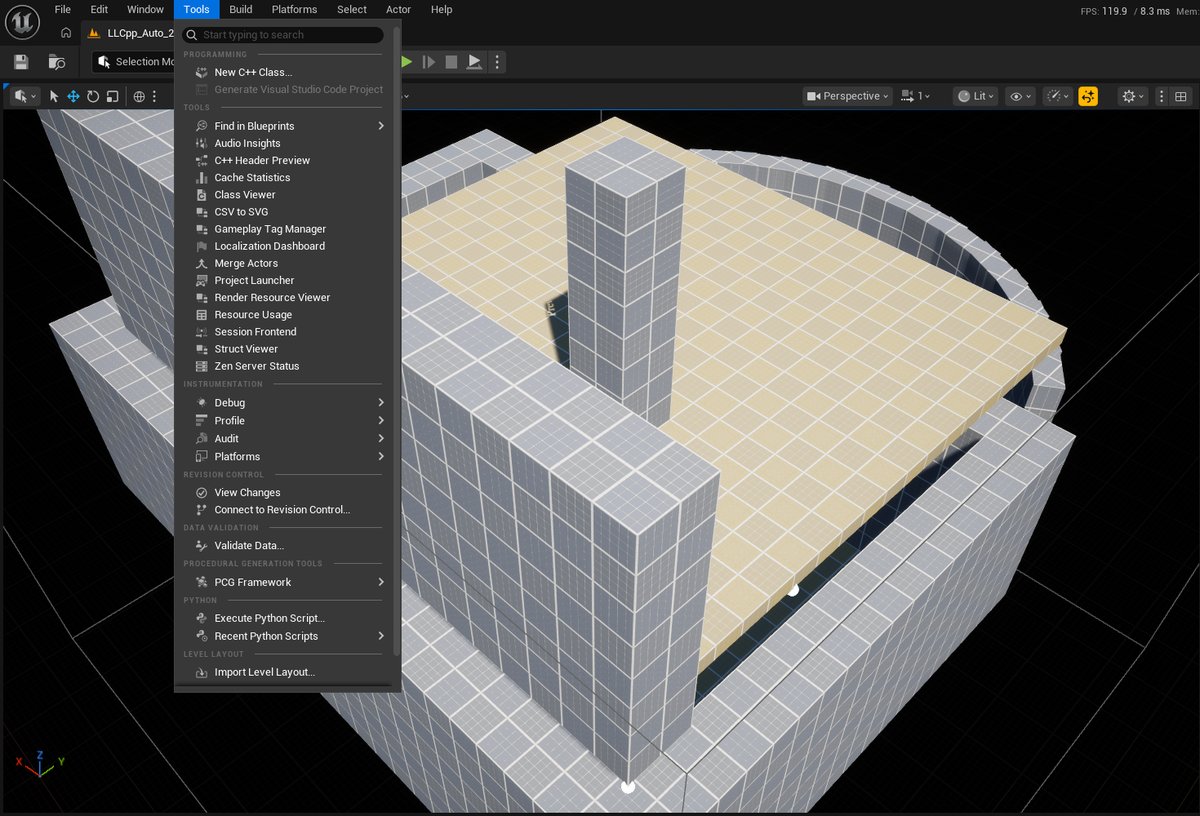 File Edit Window Tools Build Platforms Select Actor Help
FPS: 119.9 / 8.3 ms Mem:
LLCpp_Auto_2
Start typing to search
Selection Mo
PROGRAMMING
New C++ Class...
Generate Visual Studio Code Project
Perspective
1
Lit
TOOLS
Find in Blueprints
Audio Insights
C++ Header Preview
Cache Statistics
Class Viewer
CSV to SVG
Gameplay Tag Manager
Localization Dashboard
Merge Actors
Project Launcher
Render Resource Viewer
Resource Usage
Session Frontend
Struct Viewer
Zen Server Status
INSTRUMENTATION
Debug
Profile
Audit
Platforms
REVISION CONTROL
View Changes
Connect to Revision Control...
DATA VALIDATION
Validate Data...
PROCEDURAL GENERATION TOOLS
PCG Framework
PYTHON
Execute Python Script...
Recent Python Scripts
LEVEL LAYOUT
Import Level Layout...
X Z Y